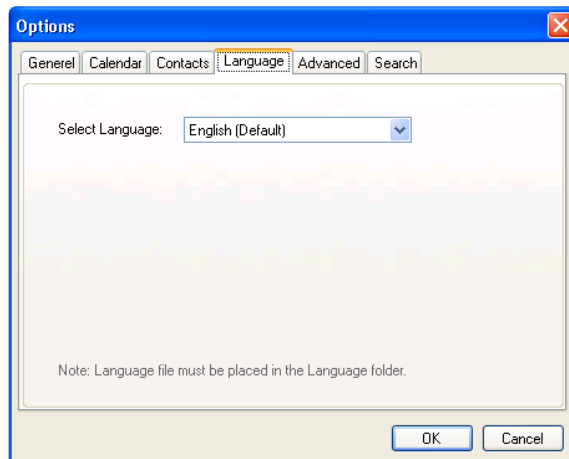 Options
Generel Calendar Contacts Language Advanced Search
Select Language: English (Default)
Note: Language file must be placed in the Language folder.
OK Cancel